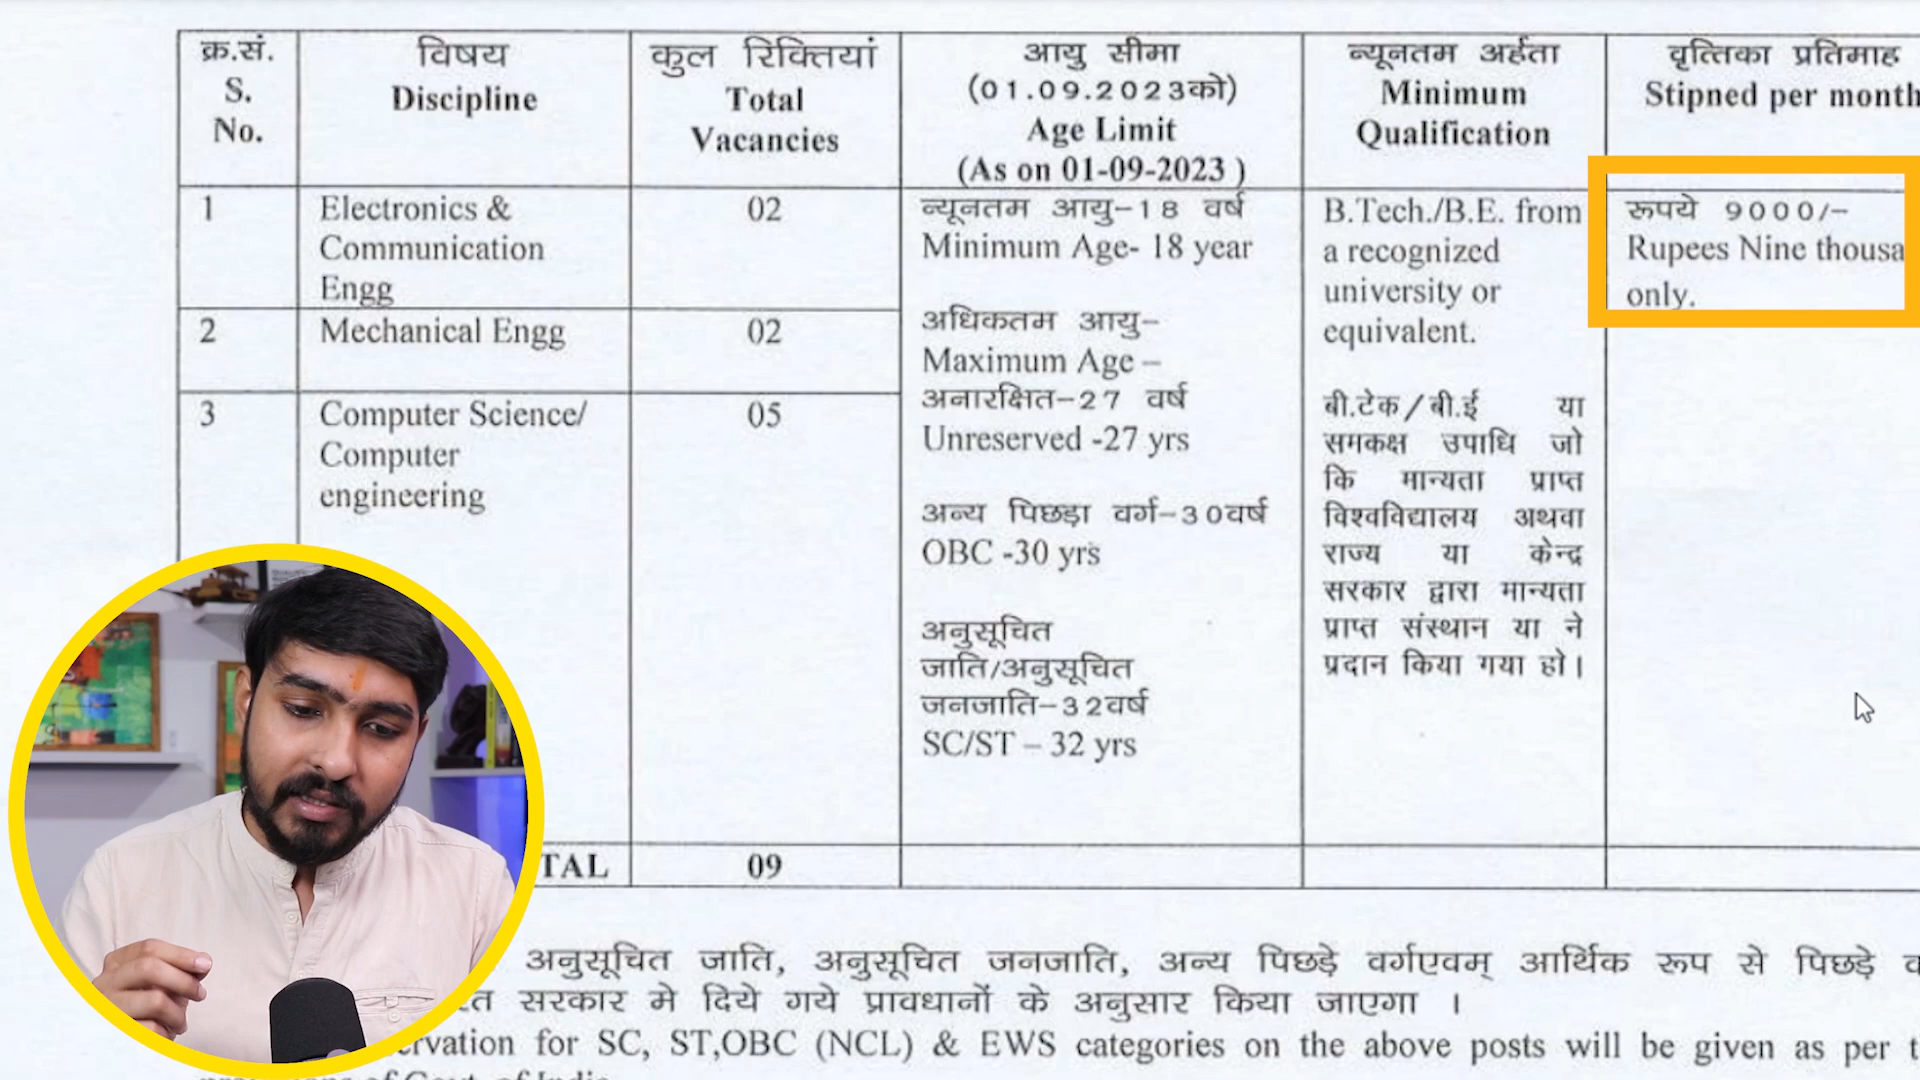 क्र.सं.
S.
No.
विषय
Discipline
कुल रिक्तियां
Total
Vacancies
आयु सीमा
(01.09.2023को)
Age Limit
(As on 01-09-2023 )
न्यूनतम अर्हता
Minimum
Qualification
वृत्तिका प्रतिमाह
Stipned per month
1
Electronics &
Communication
Engg
02
2
Mechanical Engg
02
3
Computer Science/
Computer
engineering
05
न्यूनतम आयु-18 वर्ष
Minimum Age- 18 year
अधिकतम आयु-
Maximum Age –
अनारक्षित-27 वर्ष
Unreserved -27 yrs
अन्य पिछड़ा वर्ग-30वर्ष
OBC -30 yrs
अनुसूचित
जाति/अनुसूचित
जनजाति-32वर्ष
SC/ST – 32 yrs
B.Tech./B.E. from
a recognized
university or
equivalent.
बी.टेक/बी.ई या
समकक्ष उपाधि जो
कि मान्यता प्राप्त
विश्वविद्यालय अथवा
राज्य या केन्द्र
सरकार द्वारा मान्यता
प्राप्त संस्थान या ने
प्रदान किया गया हो।
रूपये 9000/-
Rupees Nine thousa
only.
TAL
09
अनुसूचित जाति, अनुसूचित जनजाति, अन्य पिछड़े वर्गएवम् आर्थिक रूप से पिछड़े
सरकार मे दिये गये प्रावधानों के अनुसार किया जाएगा ।
ervation for SC, ST,OBC (NCL) & EWS categories on the above posts will be given as per t
of Govt. of India